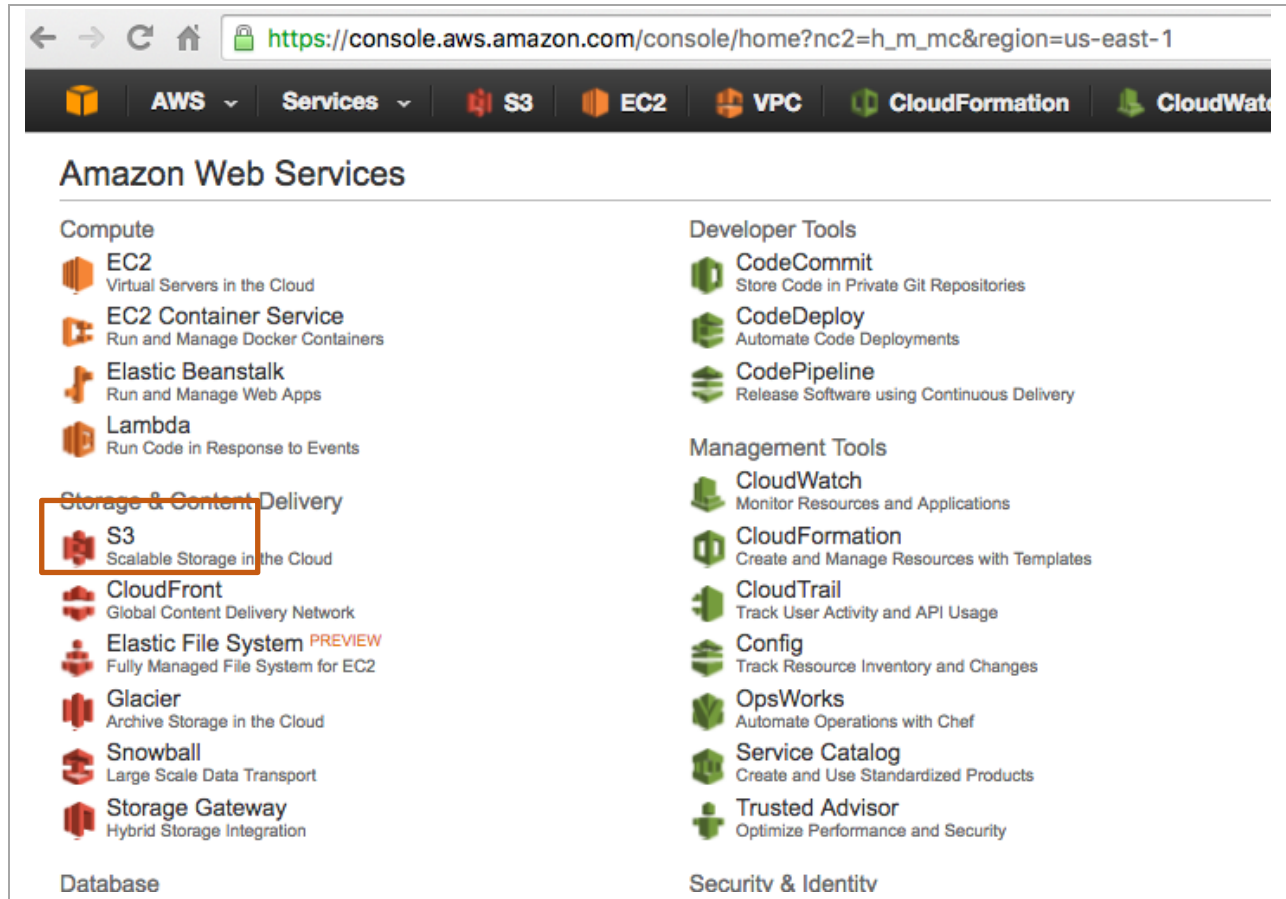 https://console.aws.amazon.com/console/home?nc2=h_m_mc&region=us-east-1
AWS Services S3 EC2 VPC CloudFormation CloudWatc
Amazon Web Services
Compute
EC2
Virtual Servers in the Cloud
EC2 Container Service
Run and Manage Docker Containers
Elastic Beanstalk
Run and Manage Web Apps
Lambda
Run Code in Response to Events
Storage & Content Delivery
S3
Scalable Storage in the Cloud
CloudFront
Global Content Delivery Network
Elastic File System PREVIEW
Fully Managed File System for EC2
Glacier
Archive Storage in the Cloud
Snowball
Large Scale Data Transport
Storage Gateway
Hybrid Storage Integration
Database
Developer Tools
CodeCommit
Store Code in Private Git Repositories
CodeDeploy
Automate Code Deployments
CodePipeline
Release Software using Continuous Delivery
Management Tools
CloudWatch
Monitor Resources and Applications
CloudFormation
Create and Manage Resources with Templates
CloudTrail
Track User Activity and API Usage
Config
Track Resource Inventory and Changes
OpsWorks
Automate Operations with Chef
Service Catalog
Create and Use Standardized Products
Trusted Advisor
Optimize Performance and Security
Security & Identity